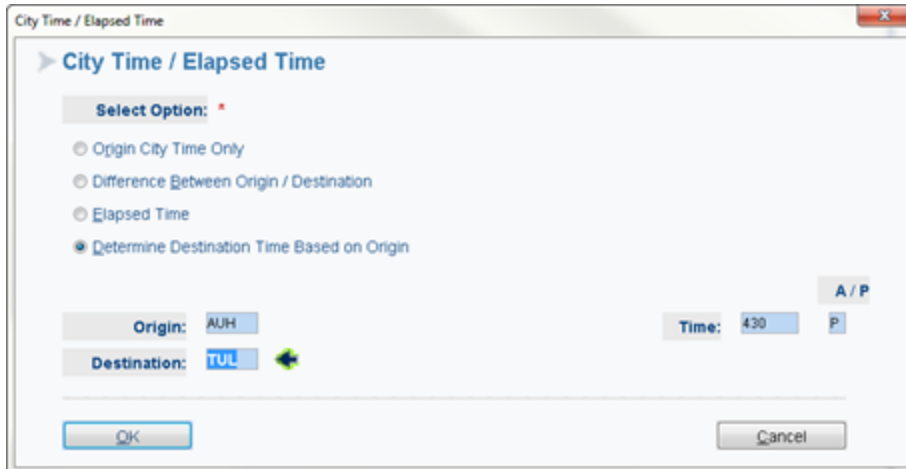 City Time / Elapsed Time
City Time / Elapsed Time
Select Option: *
Origin City Time Only
Difference Between Origin / Destination
Elapsed Time
Determine Destination Time Based on Origin
A / P
Origin: AUH Time: 430 P
Destination: TUL
OK Cancel